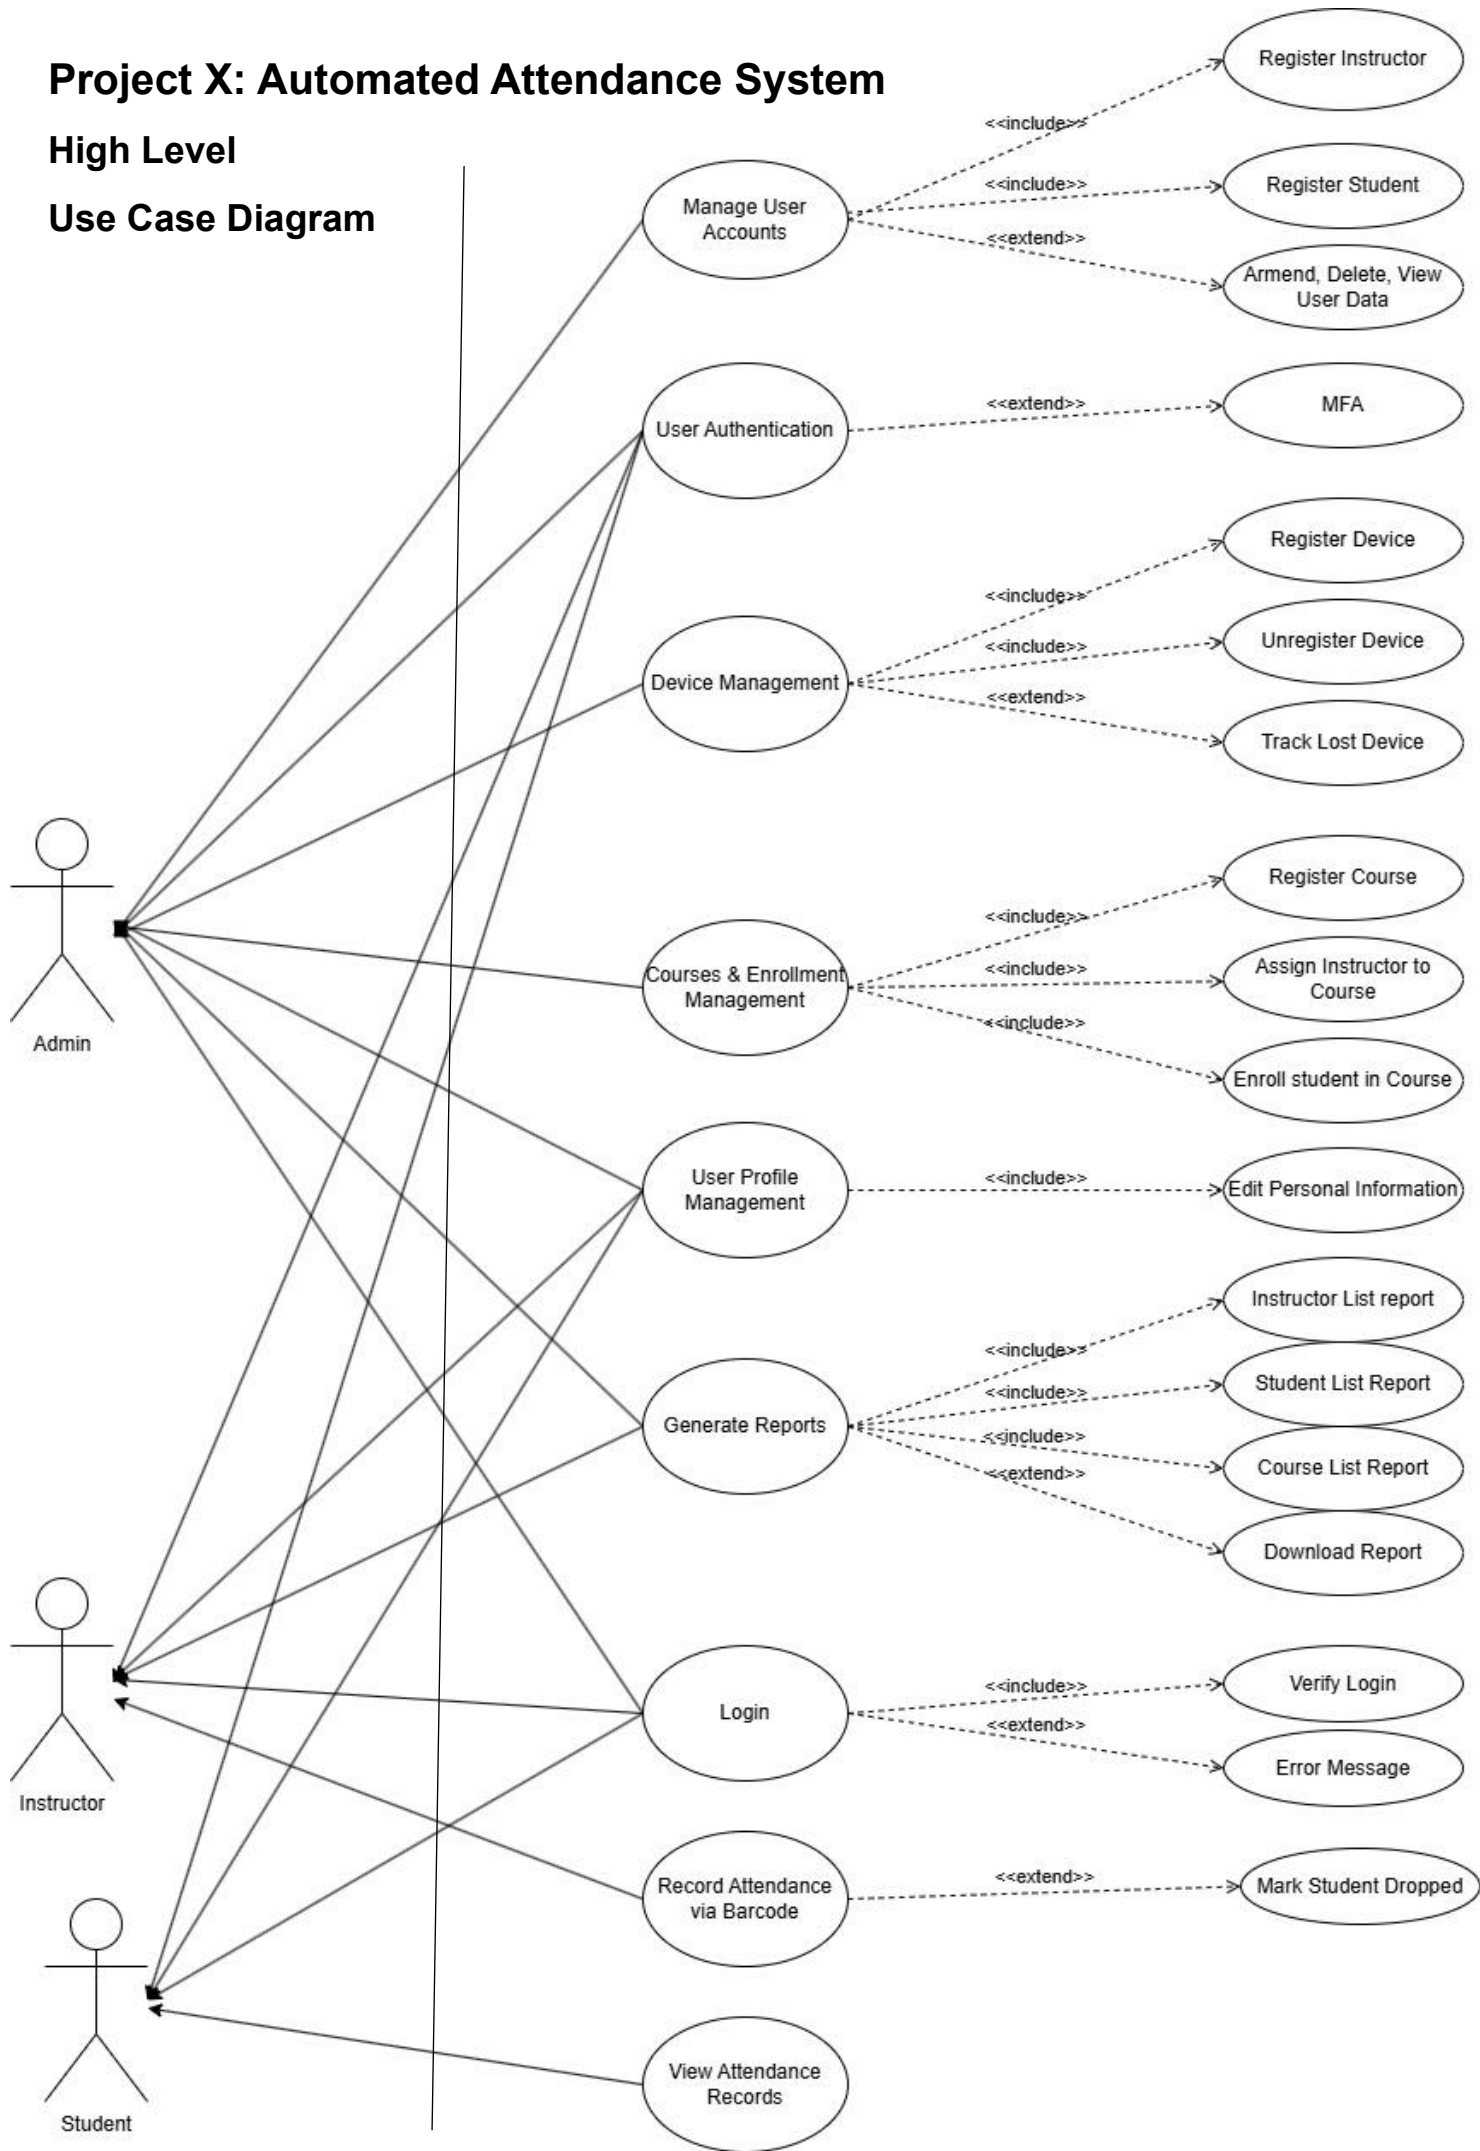 Project X: Automated Attendance System
High Level
Use Case Diagram
Register Instructor
<<include>>
Manage User
Accounts
<<include>>
Register Student
<<extend>>
Armend, Delete, View
User Data
User Authentication
<<extend>>
MFA
Register Device
<<include>>
Device Management
<<include>>
Unregister Device
<<extend>>
Track Lost Device
Admin
Register Course
<<include>>
Courses & Enrollment
Management
<<include>>
Assign Instructor to
Course
<<include>>
Enroll student in Course
User Profile
Management
<<include>>
Edit Personal Information
Instructor List report
<<include>>
Generate Reports
<<include>>
Student List Report
<<include>>
Course List Report
<<extend>>
Download Report
Instructor
Login
<<include>>
Verify Login
<<extend>>
Error Message
Record Attendance
via Barcode
<<extend>>
Mark Student Dropped
Student
View Attendance
Records